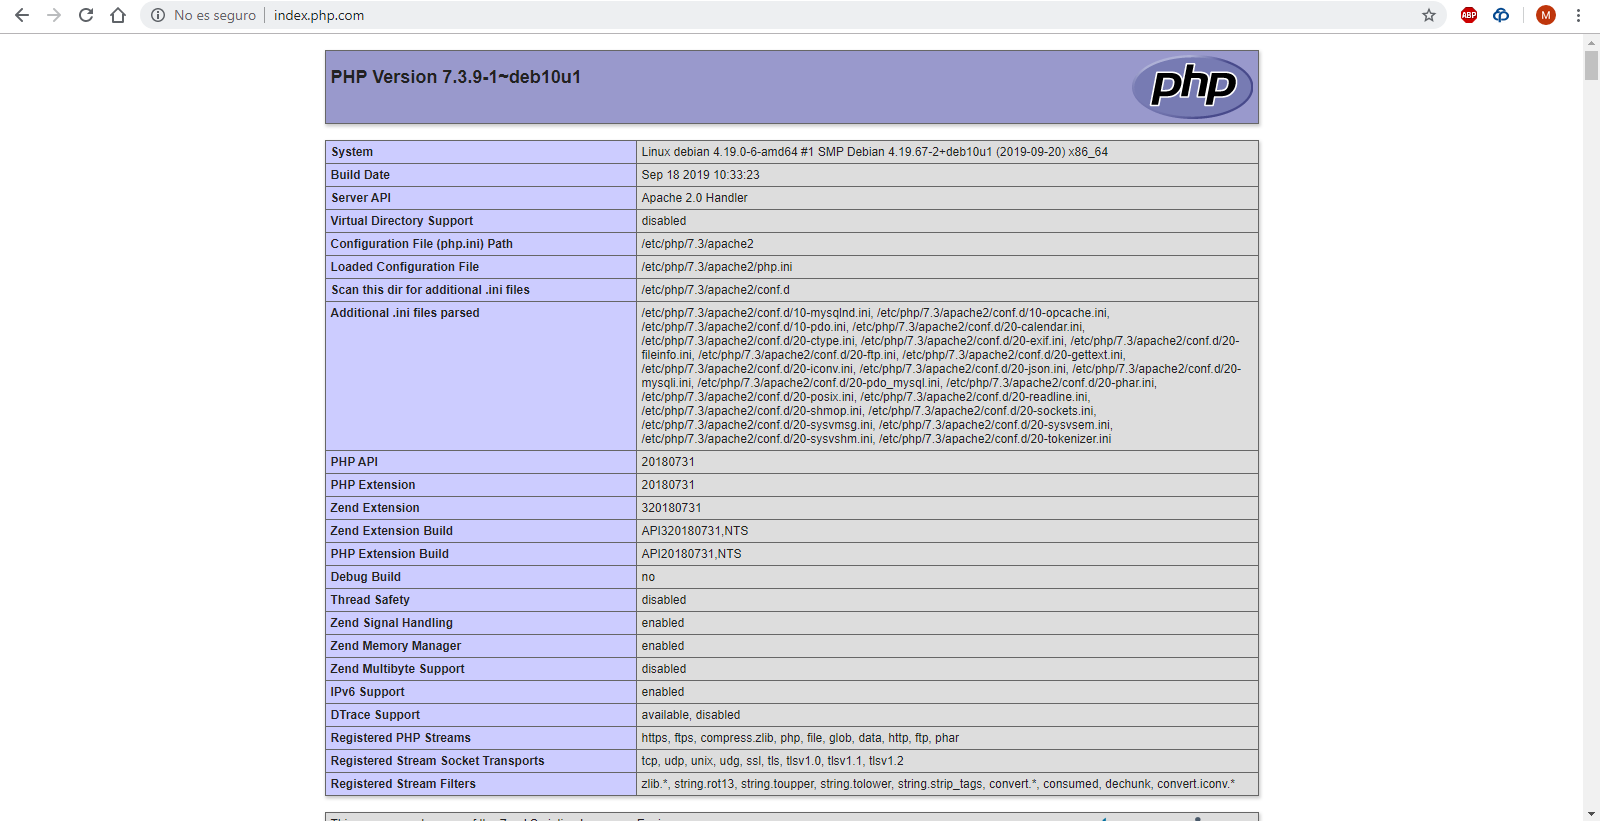 No es seguro index.php.com
ABP
M
PHP Version 7.3.9-1~deb10u1
php
System Linux debian 4.19.0-6-amd64 #1 SMP Debian 4.19.67-2+deb10u1 (2019-09-20) x86_64
Build Date Sep 18 2019 10:33:23
Server API Apache 2.0 Handler
Virtual Directory Support disabled
Configuration File (php.ini) Path /etc/php/7.3/apache2
Loaded Configuration File /etc/php/7.3/apache2/php.ini
Scan this dir for additional .ini files /etc/php/7.3/apache2/conf.d
Additional .ini files parsed /etc/php/7.3/apache2/conf.d/10-mysqlnd.ini, /etc/php/7.3/apache2/conf.d/10-opcache.ini,
/etc/php/7.3/apache2/conf.d/10-pdo.ini, /etc/php/7.3/apache2/conf.d/20-calendar.ini,
/etc/php/7.3/apache2/conf.d/20-ctype.ini, /etc/php/7.3/apache2/conf.d/20-exif.ini, /etc/php/7.3/apache2/conf.d/20-
fileinfo.ini, /etc/php/7.3/apache2/conf.d/20-ftp.ini, /etc/php/7.3/apache2/conf.d/20-gettext.ini,
/etc/php/7.3/apache2/conf.d/20-iconv.ini, /etc/php/7.3/apache2/conf.d/20-json.ini, /etc/php/7.3/apache2/conf.d/20-
mysqli.ini, /etc/php/7.3/apache2/conf.d/20-pdo_mysql.ini, /etc/php/7.3/apache2/conf.d/20-phar.ini,
/etc/php/7.3/apache2/conf.d/20-posix.ini, /etc/php/7.3/apache2/conf.d/20-readline.ini,
/etc/php/7.3/apache2/conf.d/20-shmop.ini, /etc/php/7.3/apache2/conf.d/20-sockets.ini,
/etc/php/7.3/apache2/conf.d/20-sysvmsg.ini, /etc/php/7.3/apache2/conf.d/20-sysvsem.ini,
/etc/php/7.3/apache2/conf.d/20-sysvshm.ini, /etc/php/7.3/apache2/conf.d/20-tokenizer.ini
PHP API 20180731
PHP Extension 20180731
Zend Extension 320180731
Zend Extension Build API320180731,NTS
PHP Extension Build API20180731,NTS
Debug Build no
Thread Safety disabled
Zend Signal Handling enabled
Zend Memory Manager enabled
Zend Multibyte Support disabled
IPv6 Support enabled
DTrace Support available, disabled
Registered PHP Streams https, ftps, compress.zlib, php, file, glob, data, http, ftp, phar
Registered Stream Socket Transports tcp, udp, unix, udg, ssl, tls, tlsv1.0, tlsv1.1, tlsv1.2
Registered Stream Filters zlib.*, string.rot13, string.toupper, string.tolower, string.strip_tags, convert.*, consumed, dechunk, convert.iconv.*